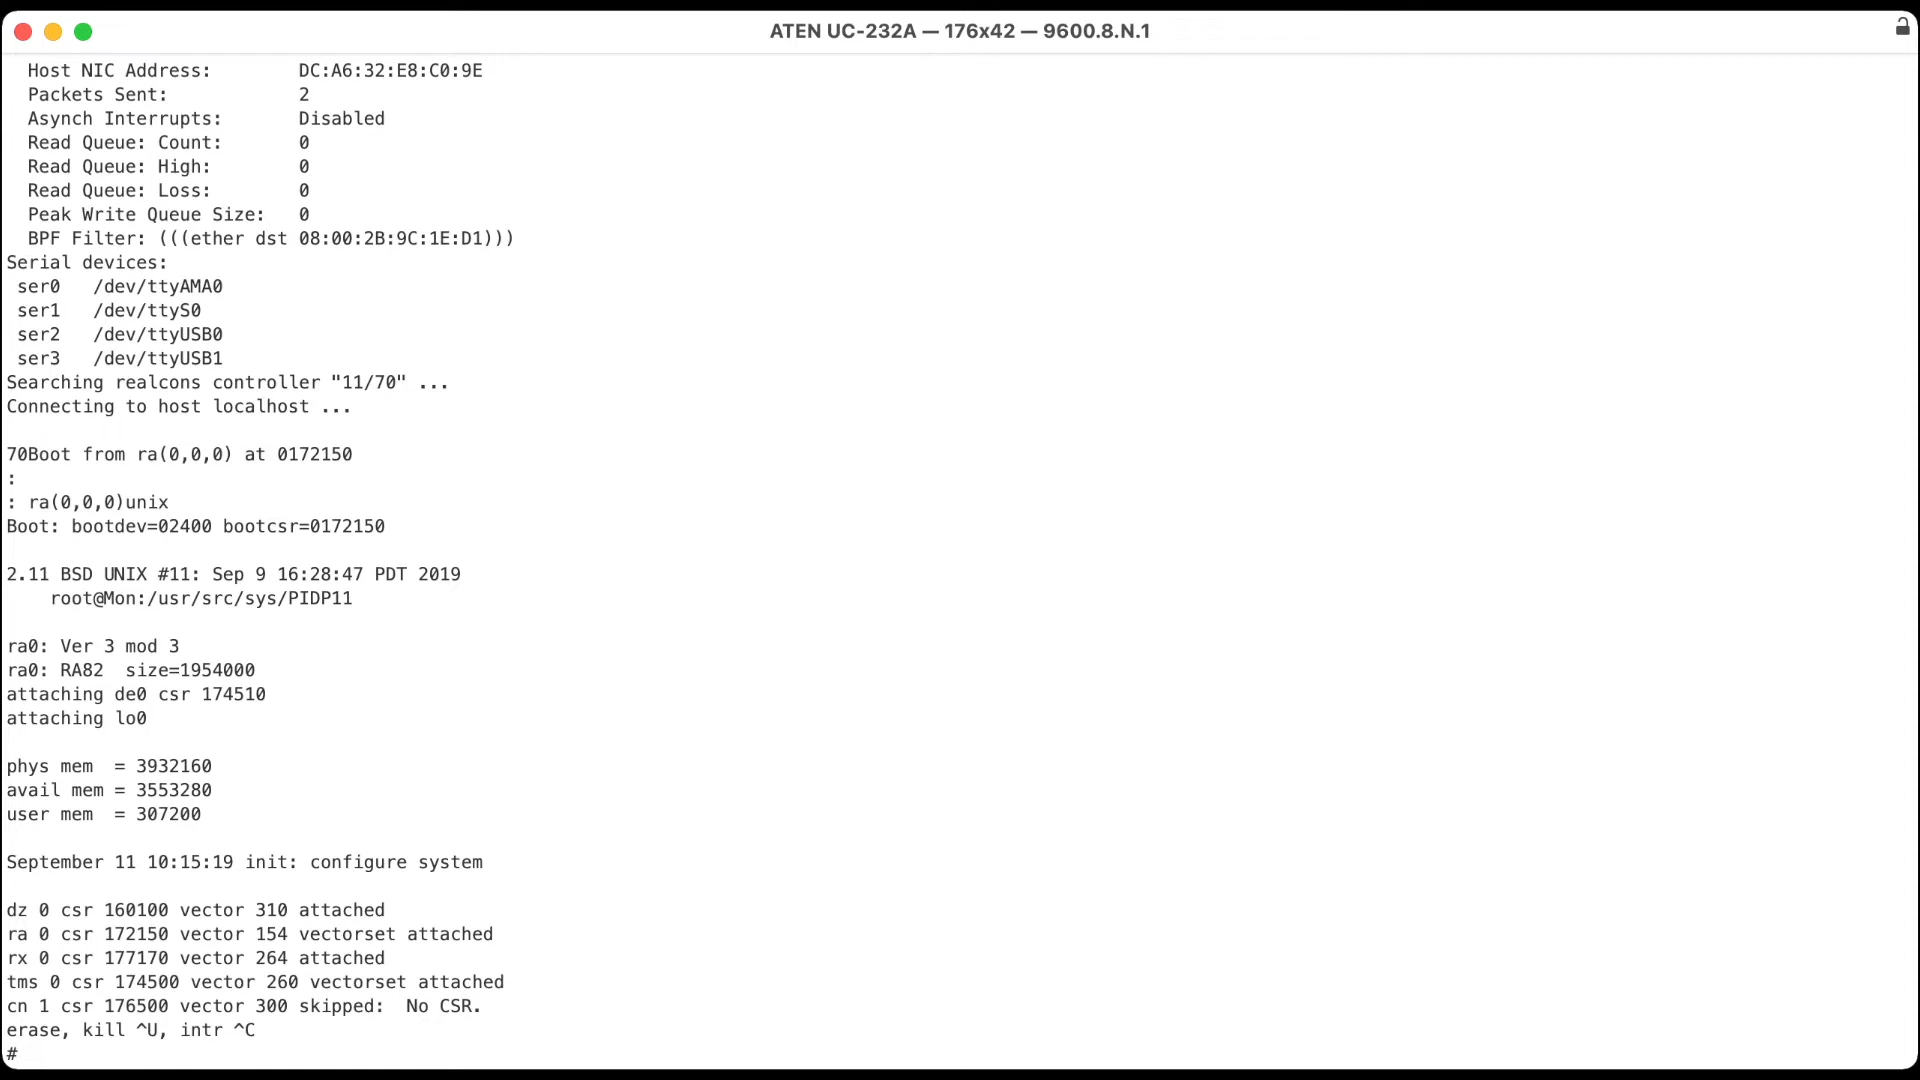 ATEN UC-232A — 176x42 — 9600.8.N.1
Host NIC Address: DC:A6:32:E8:C0:9E
Packets Sent: 2
Asynch Interrupts: Disabled
Read Queue: Count: 0
Read Queue: High: 0
Read Queue: Loss: 0
Peak Write Queue Size: 0
BPF Filter: (((ether dst 08:00:2B:9C:1E:D1)))
Serial devices:
ser0 /dev/ttyAMA0
ser1 /dev/ttyS0
ser2 /dev/ttyUSB0
ser3 /dev/ttyUSB1
Searching realcons controller "11/70" ...
Connecting to host localhost ...
70Boot from ra(0,0,0) at 0172150
:
: ra(0,0,0)unix
Boot: bootdev=02400 bootcsr=0172150
2.11 BSD UNIX #11: Sep 9 16:28:47 PDT 2019
root@Mon:/usr/src/sys/PIDP11
ra0: Ver 3 mod 3
ra0: RA82 size=1954000
attaching de0 csr 174510
attaching lo0
phys mem = 3932160
avail mem = 3553280
user mem = 307200
September 11 10:15:19 init: configure system
dz 0 csr 160100 vector 310 attached
ra 0 csr 172150 vector 154 vectorset attached
rx 0 csr 177170 vector 264 attached
tms 0 csr 174500 vector 260 vectorset attached
cn 1 csr 176500 vector 300 skipped: No CSR.
erase, kill ^U, intr ^C
#